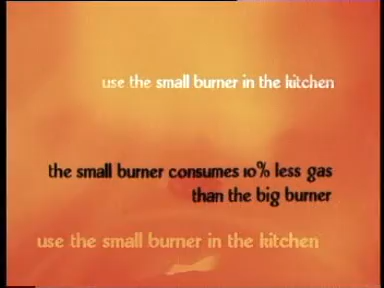 use the small burner in the kitchen
the small burner consumes 10% less gas
than the big burner
use the small burner in the kitchen